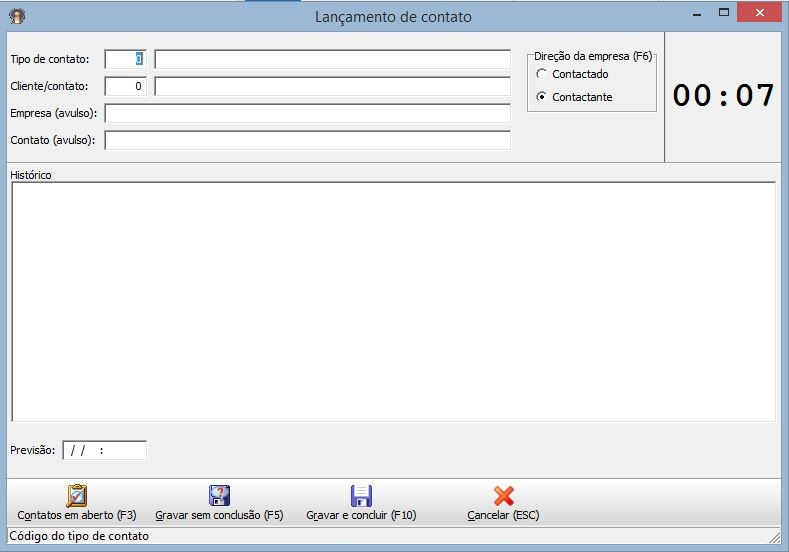 Lançamento de contato
Tipo de contato: 0
Cliente/contato: 0
Empresa (avulso):
Contato (avulso):
Direção da empresa (F6)
Contactado
Contactante
00:07
Histórico
Previsão: / / :
Contatos em aberto (F3) Gravar sem conclusão (F5) Gravar e concluir (F10) Cancelar (ESC)
Código do tipo de contato